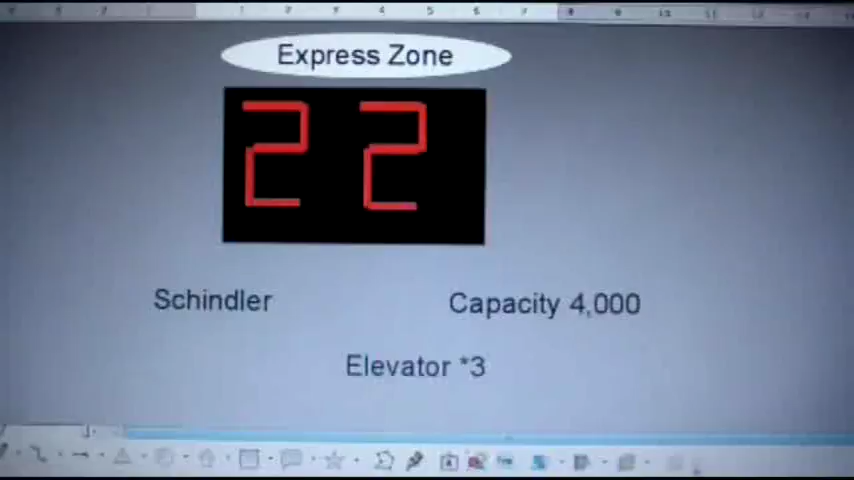 Express Zone
22
Schindler
Capacity 4,000
Elevator *3